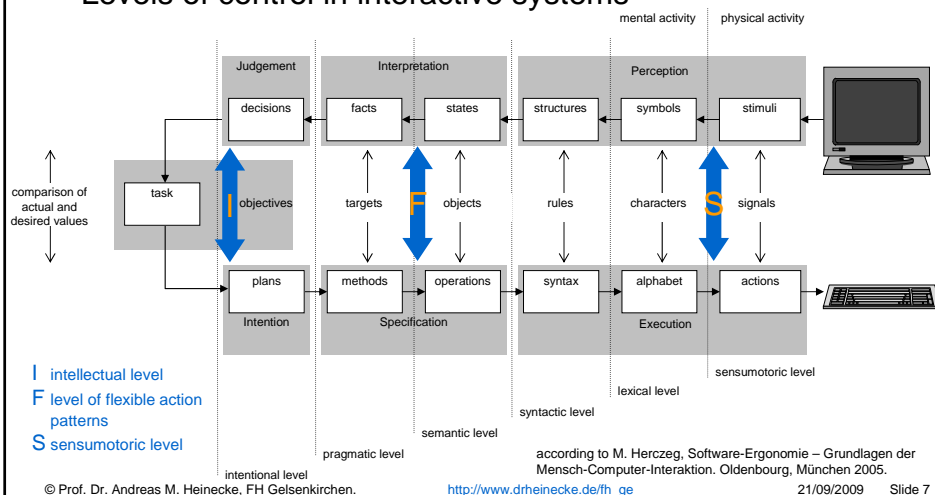 Levels of control in interactive systems
mental activity
physical activity
Judgement
Interpretation
Perception
decisions
facts
states
structures
symbols
stimuli
comparison of
actual and
desired values
task
I
objectives
targets
F
objects
rules
characters
S
signals
plans
methods
operations
syntax
alphabet
actions
Intention
Specification
Execution
I intellectual level
F level of flexible action
patterns
S sensumotoric level
sensumotoric level
lexical level
syntactic level
semantic level
pragmatic level
intentional level
according to M. Herczeg, Software-Ergonomie – Grundlagen der
Mensch-Computer-Interaktion. Oldenbourg, München 2005.
© Prof. Dr. Andreas M. Heinecke, FH Gelsenkirchen. http://www.drheinecke.de/fh_ge 21/09/2009 Slide 7